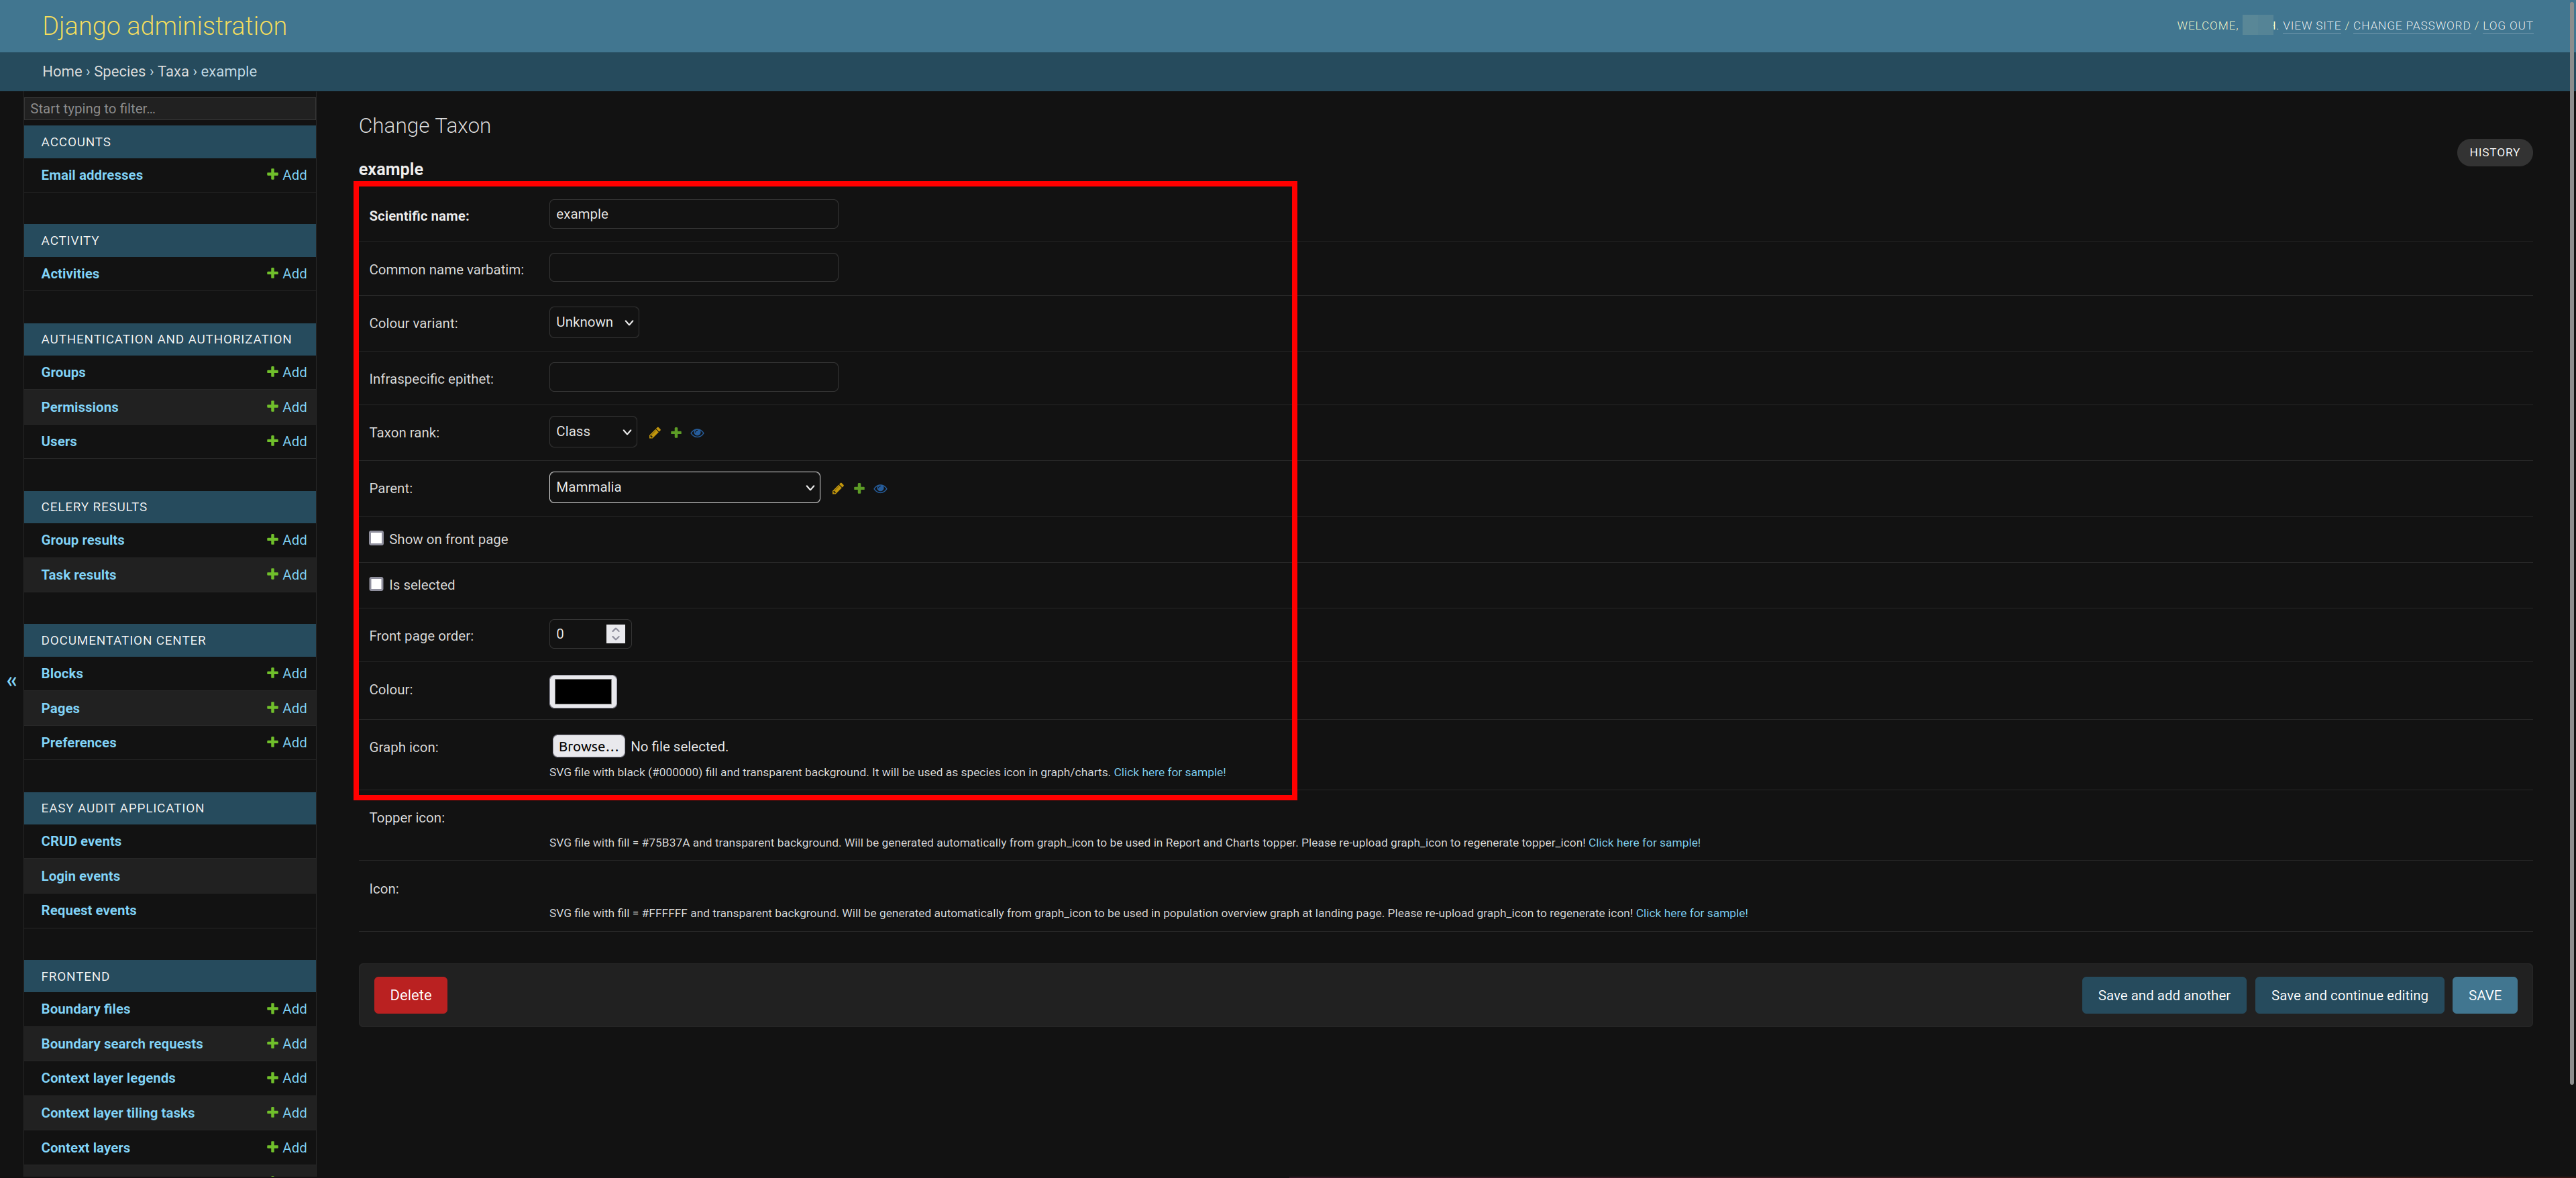 Django administration
WELCOME, . VIEW SITE / CHANGE PASSWORD / LOG OUT
Home › Species › Taxa › example
Start typing to filter...
ACCOUNTS
Email addresses Add
ACTIVITY
Activities Add
AUTHENTICATION AND AUTHORIZATION
Groups Add
Permissions Add
Users Add
CELERY RESULTS
Group results Add
Task results Add
DOCUMENTATION CENTER
Blocks Add
«
Pages Add
Preferences Add
EASY AUDIT APPLICATION
CRUD events
Login events
Request events
FRONTEND
Boundary files Add
Boundary search requests Add
Context layer legends Add
Context layer tiling tasks Add
Context layers Add
Change Taxon
HISTORY
example
Scientific name: example
Common name varbatim:
Colour variant: Unknown
Infraspecific epithet:
Taxon rank: Class
Parent: Mammalia
Show on front page
Is selected
Front page order: 0
Colour:
Graph icon: Browse... No file selected.
SVG file with black (#000000) fill and transparent background. It will be used as species icon in graph/charts. Click here for sample!
Topper icon:
SVG file with fill = #75B37A and transparent background. Will be generated automatically from graph_icon to be used in Report and Charts topper. Please re-upload graph_icon to regenerate topper_icon! Click here for sample!
Icon:
SVG file with fill = #FFFFFF and transparent background. Will be generated automatically from graph_icon to be used in population overview graph at landing page. Please re-upload graph_icon to regenerate icon! Click here for sample!
Delete
Save and add another
Save and continue editing
SAVE